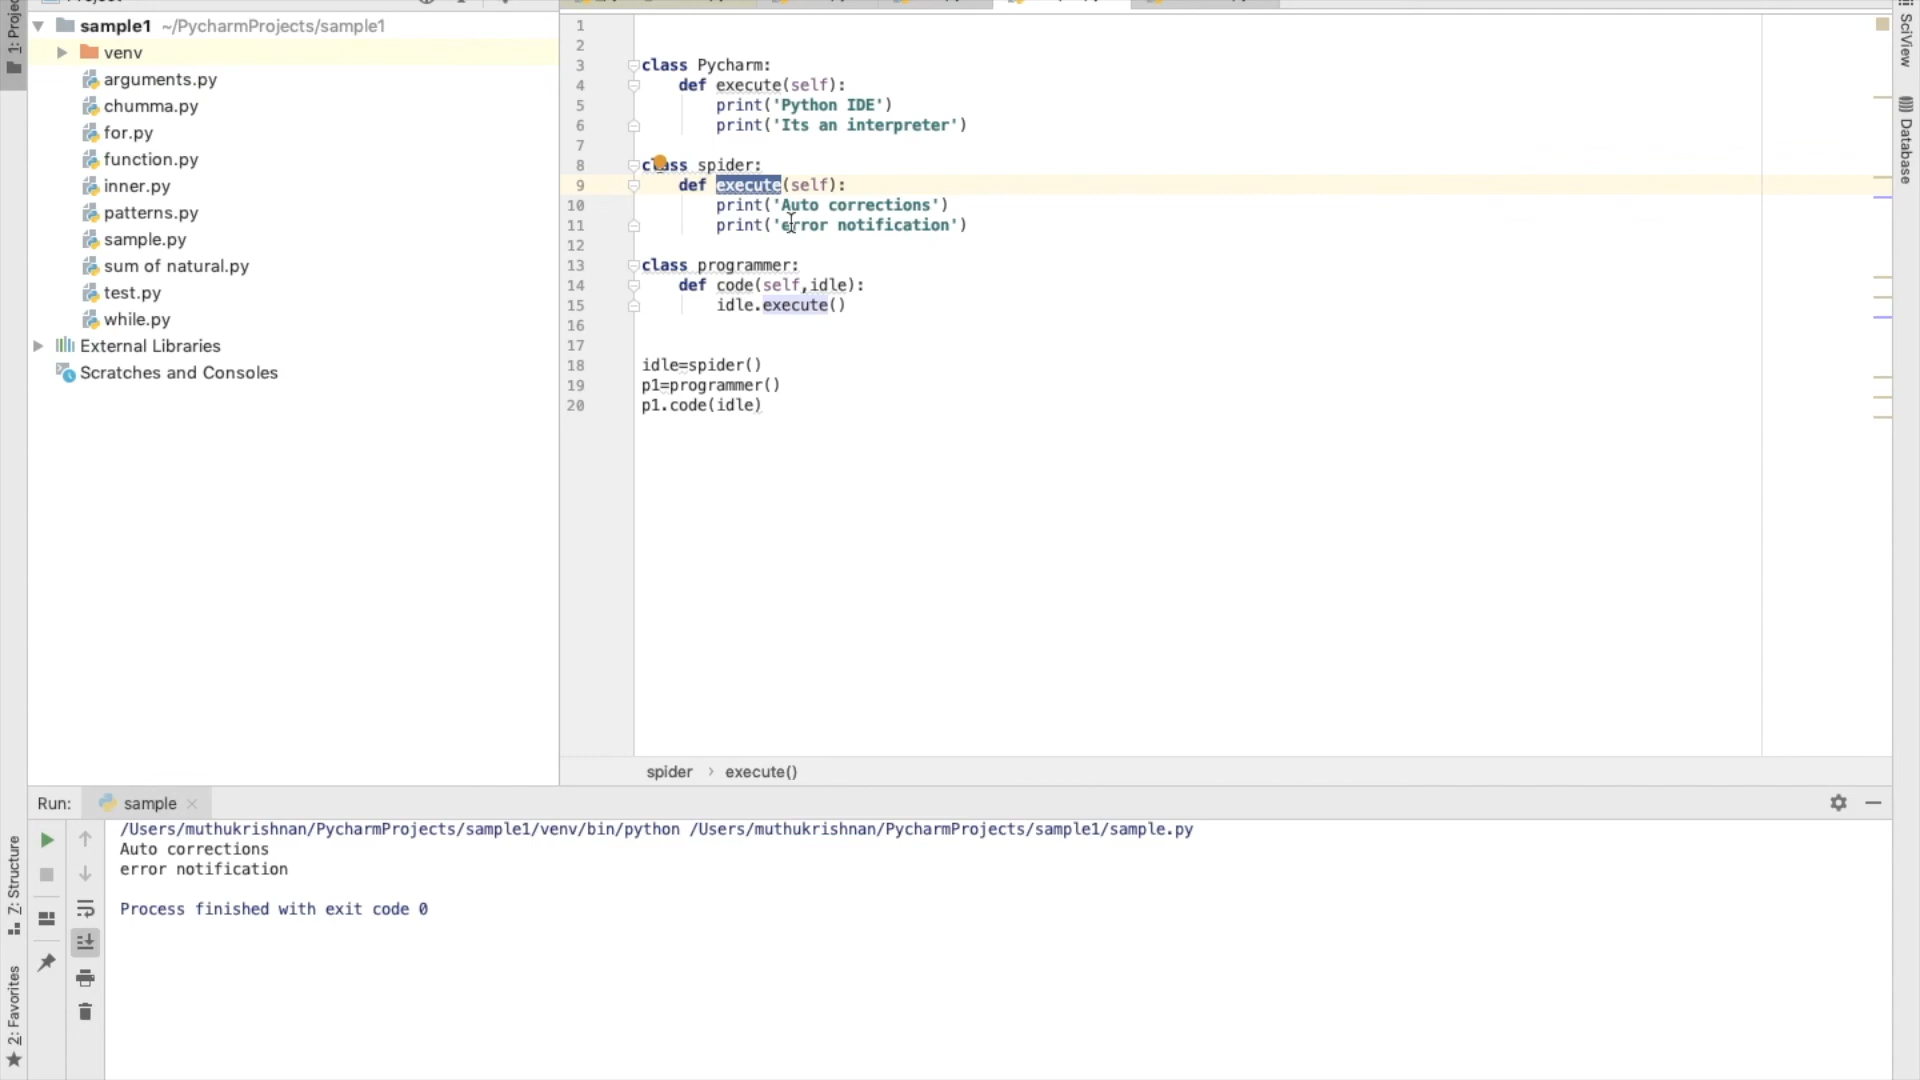 1: Project
sample1 ~/PycharmProjects/sample1
venv
arguments.py
chumma.py
for.py
function.py
inner.py
patterns.py
sample.py
sum of natural.py
test.py
while.py
External Libraries
Scratches and Consoles
1
2
3 class Pycharm:
4 def execute(self):
5 print('Python IDE')
6 print('Its an interpreter')
7
8 class spider:
9 def execute(self):
10 print('Auto corrections')
11 print('error notification')
12
13 class programmer:
14 def code(self,idle):
15 idle.execute()
16
17
18 idle=spider()
19 p1=programmer()
20 p1.code(idle)
spider > execute()
SciView
Database
Run: sample
/Users/muthukrishnan/PycharmProjects/sample1/venv/bin/python /Users/muthukrishnan/PycharmProjects/sample1/sample.py
Auto corrections
error notification
Process finished with exit code 0
Z: Structure
2: Favorites